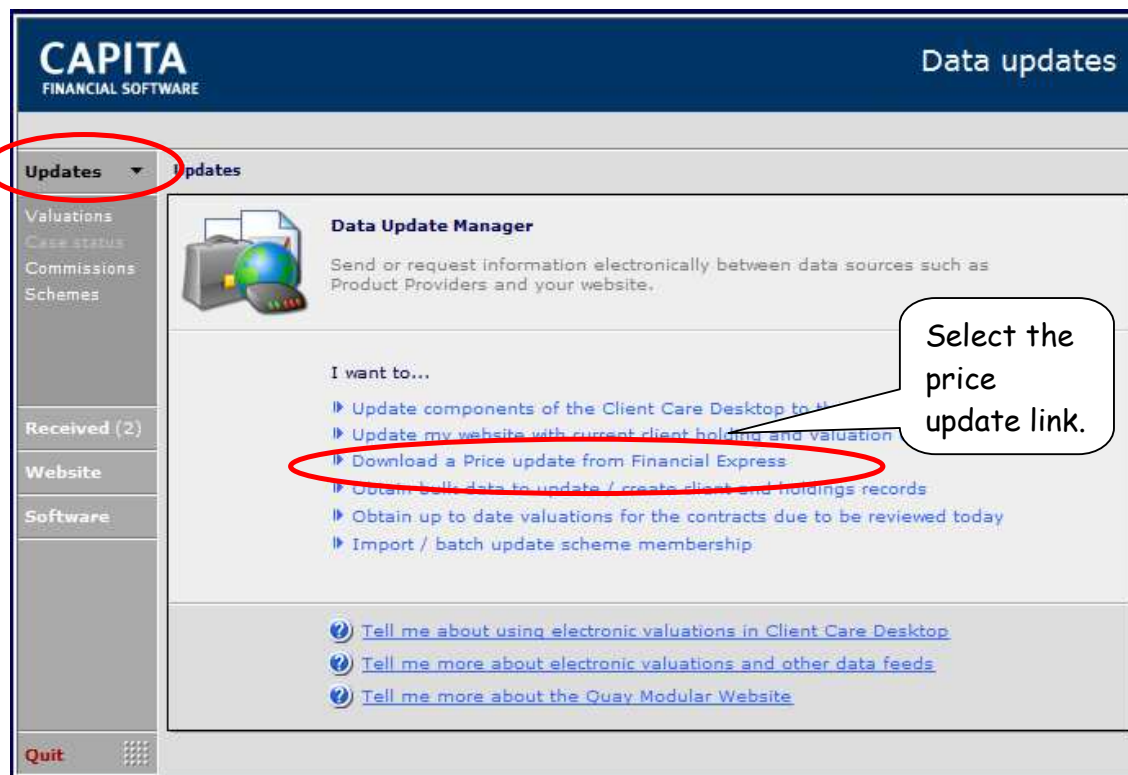 CAPITA
FINANCIAL SOFTWARE
Data updates
Updates
Updates
Valuations
Case status
Commissions
Schemes
Received (2)
Website
Software
Quit
Data Update Manager
Send or request information electronically between data sources such as
Product Providers and your website.
I want to...
Update components of the Client Care Desktop to
Update my website with current client holding and valuation
Download a Price update from Financial Express
Obtain bulk data to update / create client and holdings records
Obtain up to date valuations for the contracts due to be reviewed today
Import / batch update scheme membership
Select the
price
update link.
Tell me about using electronic valuations in Client Care Desktop
Tell me more about electronic valuations and other data feeds
Tell me more about the Quay Modular Website